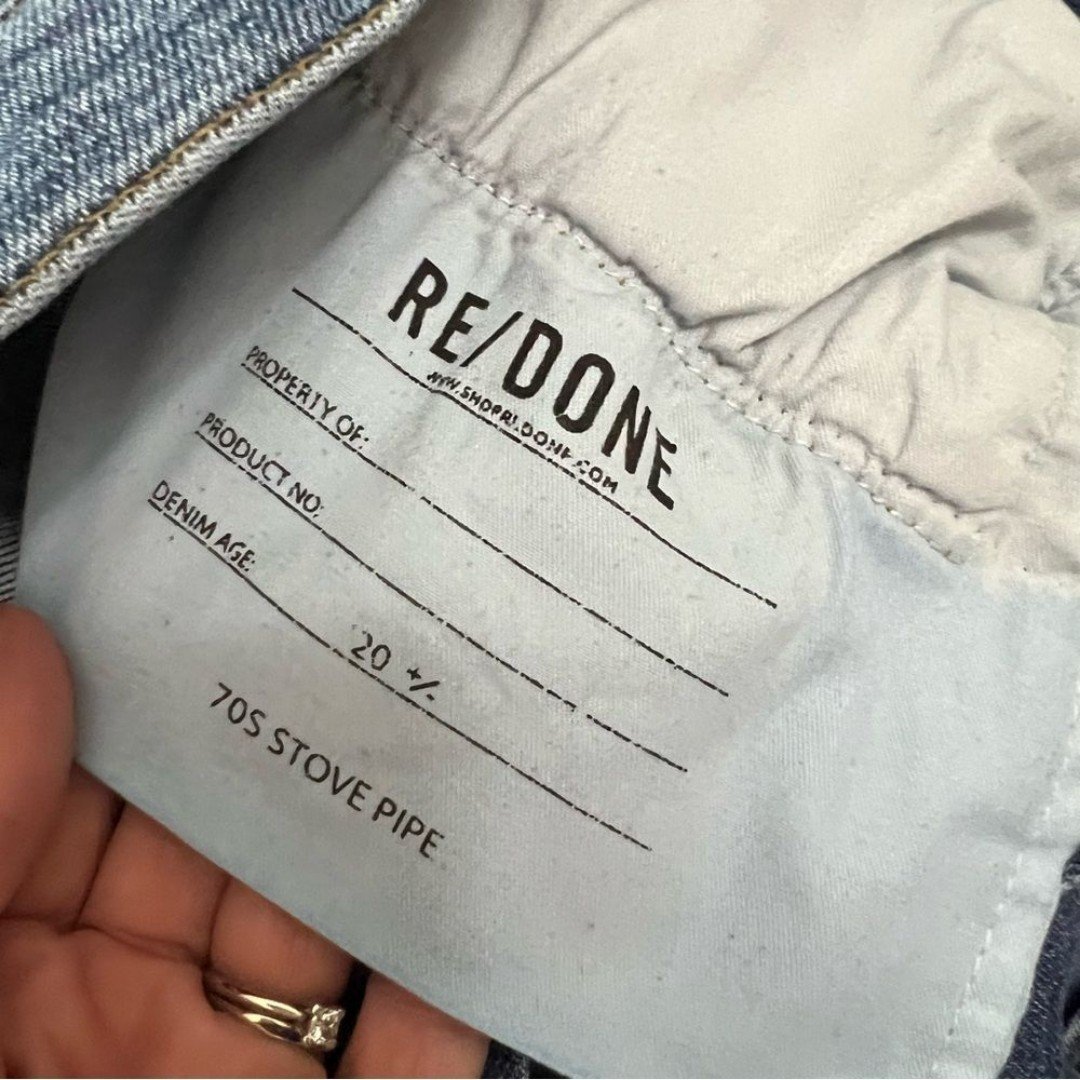 RE/DONE
WWW.SHOPREDONE.COM
PROPERTY OF:
PRODUCT NO:
DENIM AGE: 20 +/-
70S STOVE PIPE